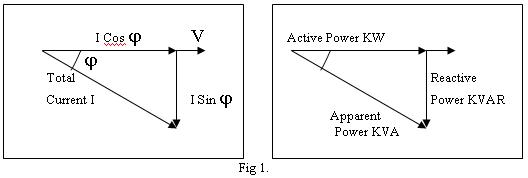 I Cos φ V
φ
Total
Current I
I Sin φ
Active Power KW
Reactive
Power KVAR
Apparent
Power KVA
Fig 1.